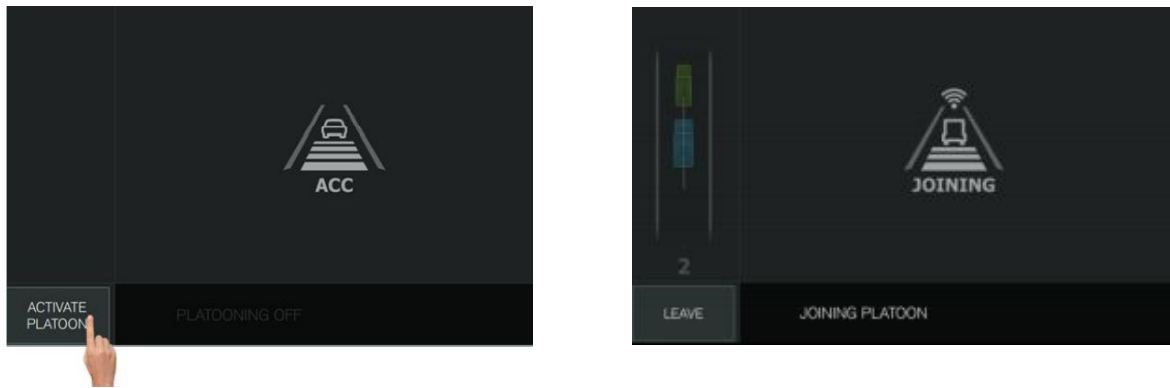 ACC
ACTIVATE
PLATOON
PLATOONING OFF
JOINING
2
LEAVE
JOINING PLATOON